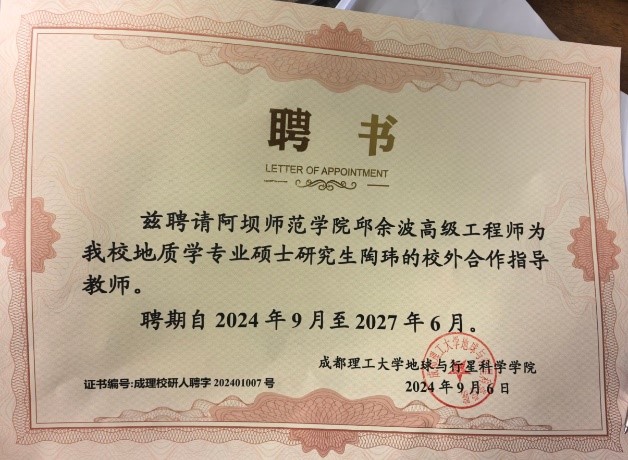 聘 书
LETTER OF APPOINTMENT
兹聘请阿坝师范学院邱余波高级工程师为
我校地质学专业硕士研究生陶玮的校外合作指导
教师。
聘期自 2024 年 9 月至 2027 年 6 月。
成都理工大学地球与行星科学学院
2024 年 9 月 6 日
证书编号:成理校研人聘字 202401007 号